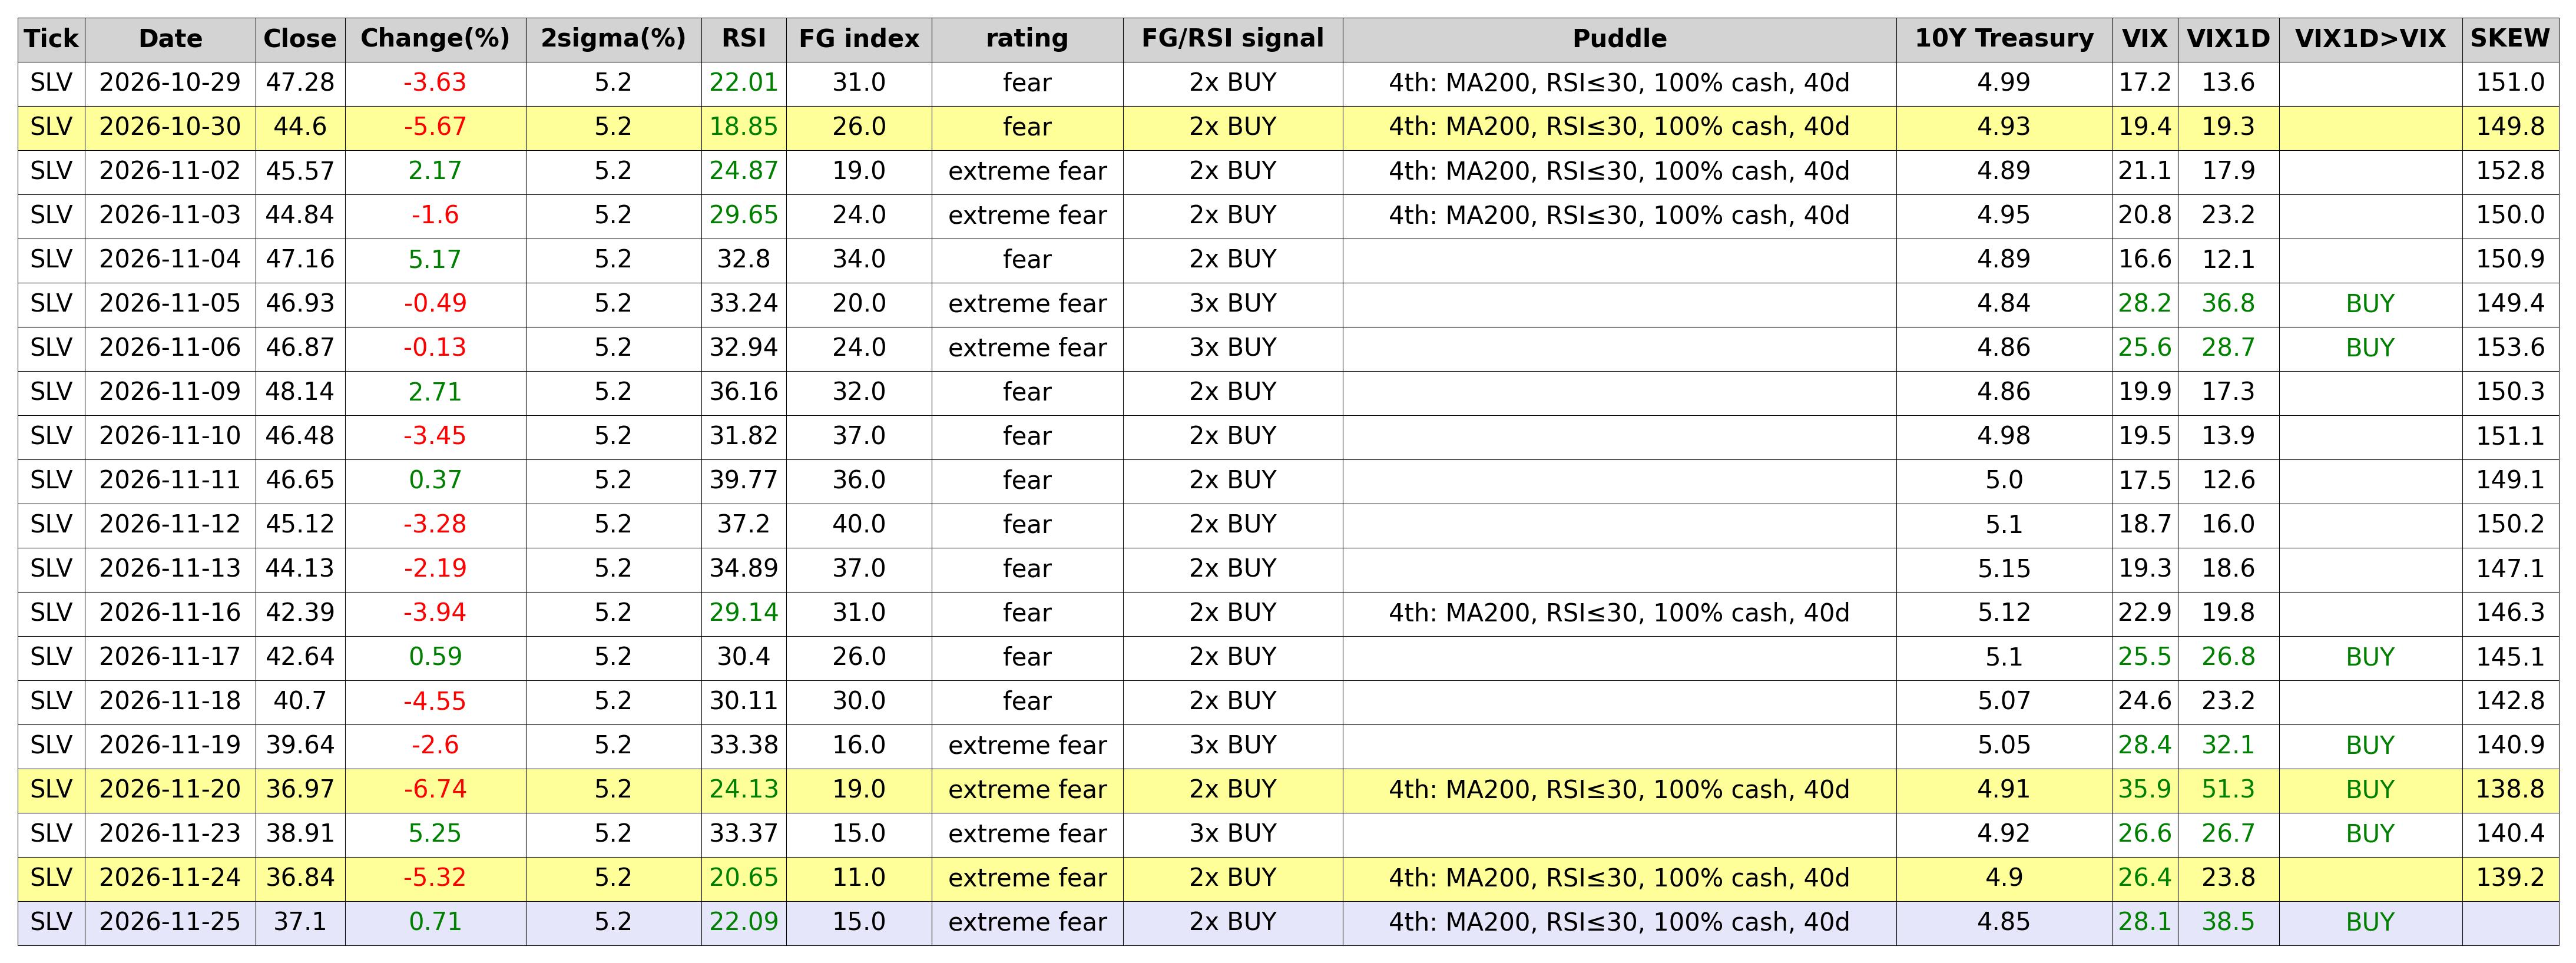 Tick Date Close Change(%) 2sigma(%) RSI FG index rating FG/RSI signal Puddle 10Y Treasury VIX VIX1D VIX1D>VIX SKEW
SLV 2026-10-29 47.28 -3.63 5.2 22.01 31.0 fear 2x BUY 4th: MA200, RSI≤30, 100% cash, 40d 4.99 17.2 13.6 151.0
SLV 2026-10-30 44.6 -5.67 5.2 18.85 26.0 fear 2x BUY 4th: MA200, RSI≤30, 100% cash, 40d 4.93 19.4 19.3 149.8
SLV 2026-11-02 45.57 2.17 5.2 24.87 19.0 extreme fear 2x BUY 4th: MA200, RSI≤30, 100% cash, 40d 4.89 21.1 17.9 152.8
SLV 2026-11-03 44.84 -1.6 5.2 29.65 24.0 extreme fear 2x BUY 4th: MA200, RSI≤30, 100% cash, 40d 4.95 20.8 23.2 150.0
SLV 2026-11-04 47.16 5.17 5.2 32.8 34.0 fear 2x BUY 4.89 16.6 12.1 150.9
SLV 2026-11-05 46.93 -0.49 5.2 33.24 20.0 extreme fear 3x BUY 4.84 28.2 36.8 BUY 149.4
SLV 2026-11-06 46.87 -0.13 5.2 32.94 24.0 extreme fear 3x BUY 4.86 25.6 28.7 BUY 153.6
SLV 2026-11-09 48.14 2.71 5.2 36.16 32.0 fear 2x BUY 4.86 19.9 17.3 150.3
SLV 2026-11-10 46.48 -3.45 5.2 31.82 37.0 fear 2x BUY 4.98 19.5 13.9 151.1
SLV 2026-11-11 46.65 0.37 5.2 39.77 36.0 fear 2x BUY 5.0 17.5 12.6 149.1
SLV 2026-11-12 45.12 -3.28 5.2 37.2 40.0 fear 2x BUY 5.1 18.7 16.0 150.2
SLV 2026-11-13 44.13 -2.19 5.2 34.89 37.0 fear 2x BUY 5.15 19.3 18.6 147.1
SLV 2026-11-16 42.39 -3.94 5.2 29.14 31.0 fear 2x BUY 4th: MA200, RSI≤30, 100% cash, 40d 5.12 22.9 19.8 146.3
SLV 2026-11-17 42.64 0.59 5.2 30.4 26.0 fear 2x BUY 5.1 25.5 26.8 BUY 145.1
SLV 2026-11-18 40.7 -4.55 5.2 30.11 30.0 fear 2x BUY 5.07 24.6 23.2 142.8
SLV 2026-11-19 39.64 -2.6 5.2 33.38 16.0 extreme fear 3x BUY 5.05 28.4 32.1 BUY 140.9
SLV 2026-11-20 36.97 -6.74 5.2 24.13 19.0 extreme fear 2x BUY 4th: MA200, RSI≤30, 100% cash, 40d 4.91 35.9 51.3 BUY 138.8
SLV 2026-11-23 38.91 5.25 5.2 33.37 15.0 extreme fear 3x BUY 4.92 26.6 26.7 BUY 140.4
SLV 2026-11-24 36.84 -5.32 5.2 20.65 11.0 extreme fear 2x BUY 4th: MA200, RSI≤30, 100% cash, 40d 4.9 26.4 23.8 139.2
SLV 2026-11-25 37.1 0.71 5.2 22.09 15.0 extreme fear 2x BUY 4th: MA200, RSI≤30, 100% cash, 40d 4.85 28.1 38.5 BUY